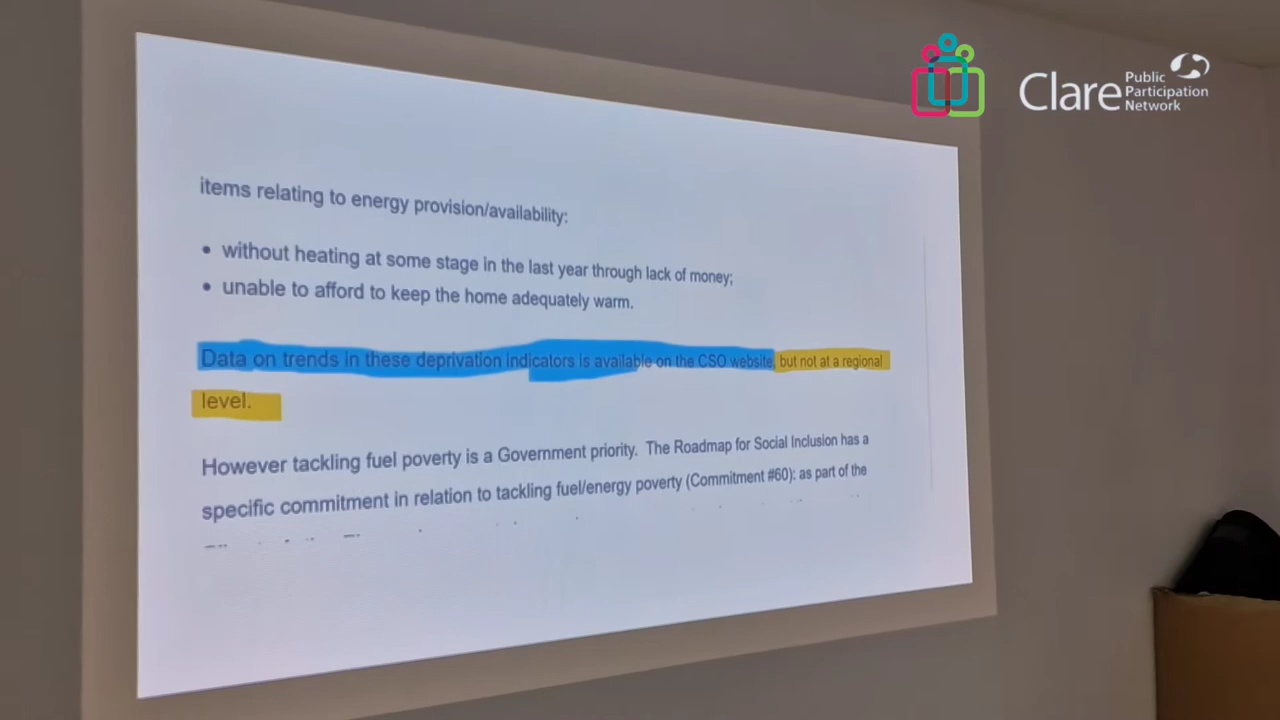 Clare Public Participation Network
items relating to energy provision/availability:
• without heating at some stage in the last year through lack of money;
• unable to afford to keep the home adequately warm.
Data on trends in these deprivation indicators is available on the CSO website, but not at a regional
level.
However tackling fuel poverty is a Government priority. The Roadmap for Social Inclusion has a
specific commitment in relation to tackling fuel/energy poverty (Commitment #60): as part of the